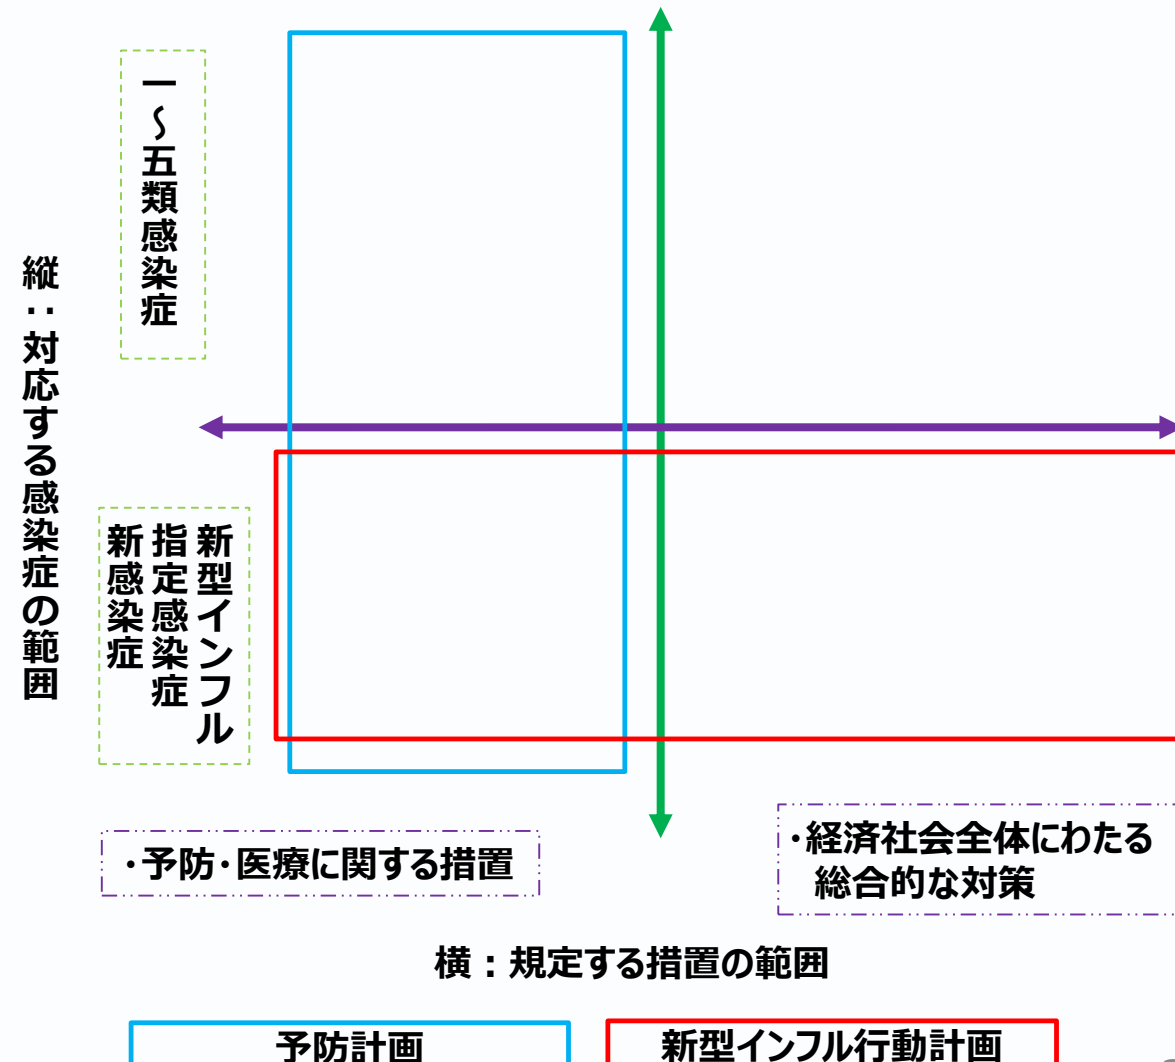 縦：対応する感染症の範囲
一～五類感染症
新型インフル
指定感染症
新感染症
・予防・医療に関する措置
・経済社会全体にわたる
総合的な対策
横：規定する措置の範囲
予防計画
新型インフル行動計画